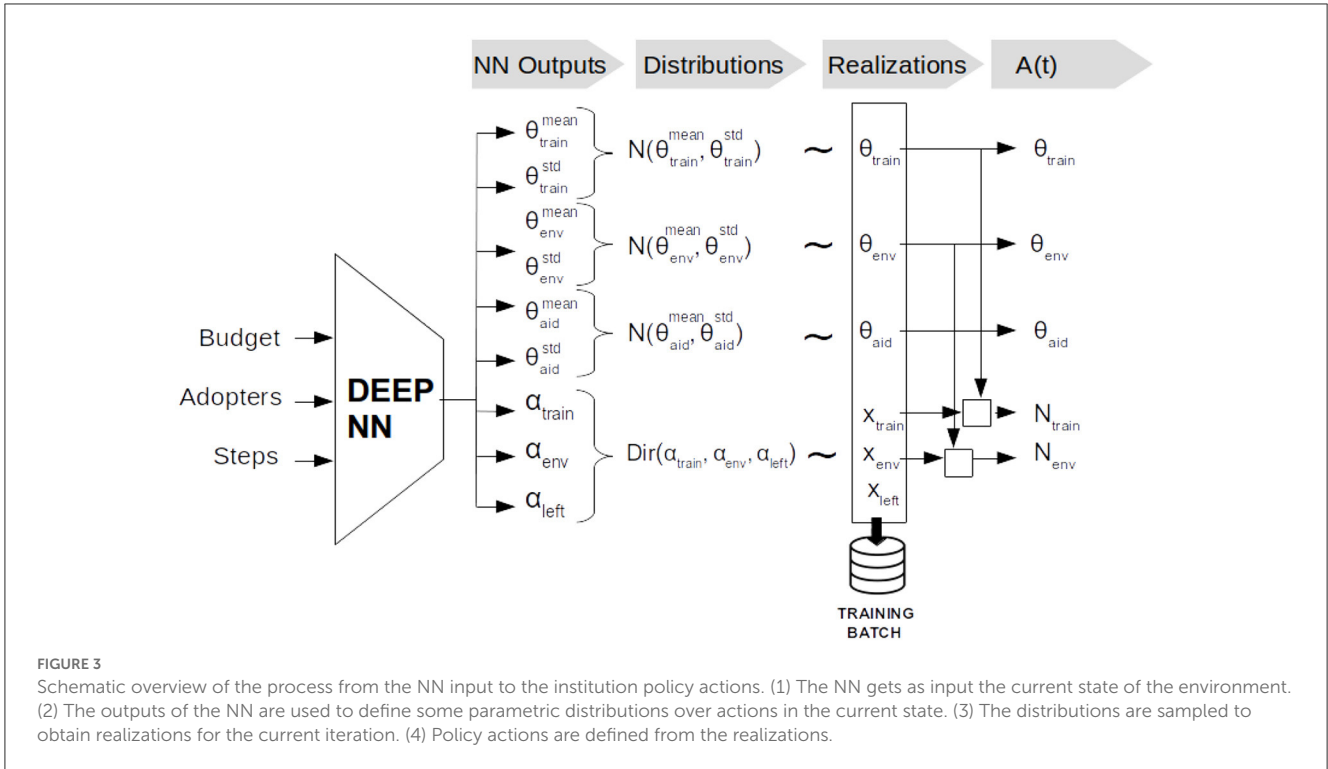 NN Outputs Distributions Realizations A(t)
θ_train^mean
θ_train^std
N(θ_train^mean, θ_train^std) ~ θ_train θ_train
θ_env^mean
θ_env^std
N(θ_env^mean, θ_env^std) ~ θ_env θ_env
θ_aid^mean
θ_aid^std
N(θ_aid^mean, θ_aid^std) ~ θ_aid θ_aid
Budget
Adopters
Steps
DEEP
NN
α_train
α_env
α_left
Dir(α_train, α_env, α_left) ~
x_train N_train
x_env N_env
x_left
TRAINING
BATCH
FIGURE 3
Schematic overview of the process from the NN input to the institution policy actions. (1) The NN gets as input the current state of the environment.
(2) The outputs of the NN are used to define some parametric distributions over actions in the current state. (3) The distributions are sampled to
obtain realizations for the current iteration. (4) Policy actions are defined from the realizations.